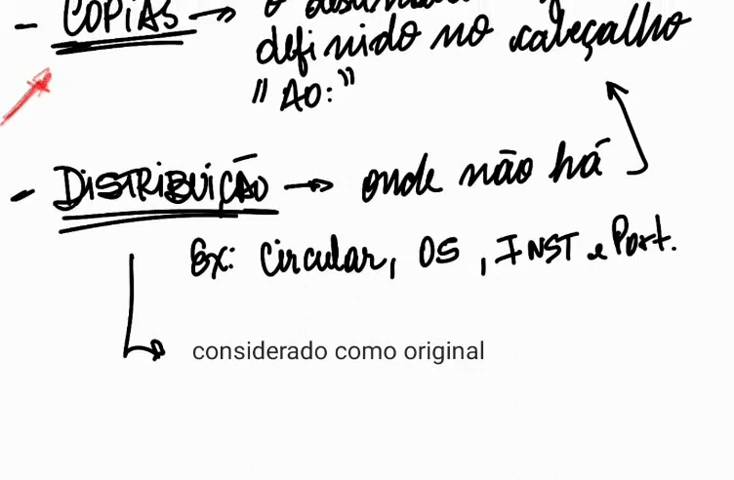 - CÓPIAS → o
definido no cabeçalho
"AO:"
- DISTRIBUIÇÃO → onde não há
Ex: Circular, OS, INST e Port.
considerado como original